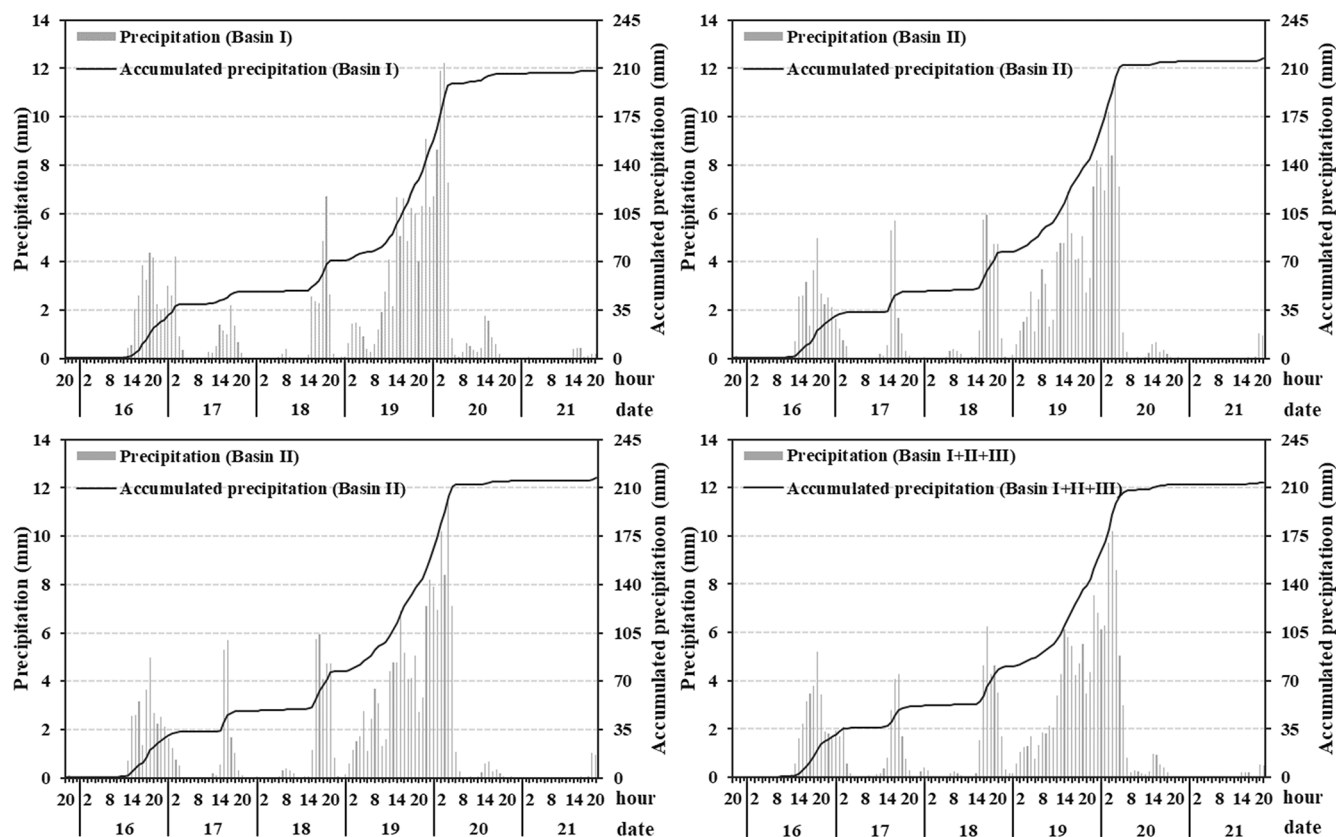 14 245
Precipitation (Basin I)
Accumulated precipitation (Basin I)
12 210
10 175
8 140
6 105
4 70
2 35
0 0
Precipitation (mm)
Accumulated precipitatioon (mm)
20 2 8 14 20 2 8 14 20 2 8 14 20 2 8 14 20 2 8 14 20 2 8 14 20 hour
16 17 18 19 20 21 date
14 245
Precipitation (Basin II)
Accumulated precipitation (Basin II)
12 210
10 175
8 140
6 105
4 70
2 35
0 0
Precipitation (mm)
Accumulated precipitatioon (mm)
20 2 8 14 20 2 8 14 20 2 8 14 20 2 8 14 20 2 8 14 20 2 8 14 20 hour
16 17 18 19 20 21 date
14 245
Precipitation (Basin II)
Accumulated precipitation (Basin II)
12 210
10 175
8 140
6 105
4 70
2 35
0 0
Precipitation (mm)
Accumulated precipitatioon (mm)
20 2 8 14 20 2 8 14 20 2 8 14 20 2 8 14 20 2 8 14 20 2 8 14 20 hour
16 17 18 19 20 21 date
14 245
Precipitation (Basin I+II+III)
Accumulated precipitation (Basin I+II+III)
12 210
10 175
8 140
6 105
4 70
2 35
0 0
Precipitation (mm)
Accumulated precipitatioon (mm)
20 2 8 14 20 2 8 14 20 2 8 14 20 2 8 14 20 2 8 14 20 2 8 14 20 hour
16 17 18 19 20 21 date